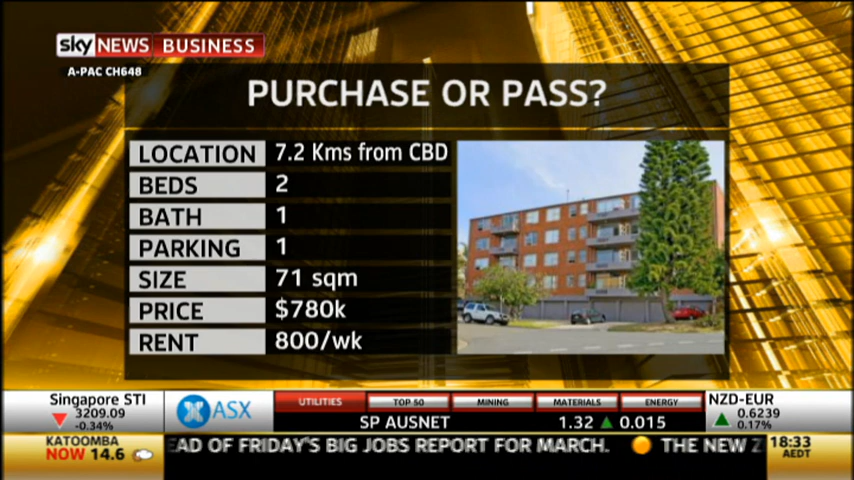 sky NEWS BUSINESS
A-PAC CH648
PURCHASE OR PASS?
LOCATION 7.2 Kms from CBD
BEDS 2
BATH 1
PARKING 1
SIZE 71 sqm
PRICE $780k
RENT 800/wk
Singapore STI
3209.09
-0.34%
ASX
UTILITIES TOP 50 MINING MATERIALS ENERGY
SP AUSNET 1.32 0.015
NZD-EUR
0.6239
0.17%
KATOOMBA
NOW 14.6
EAD OF FRIDAY'S BIG JOBS REPORT FOR MARCH. THE NEW Z
18:33
AEDT